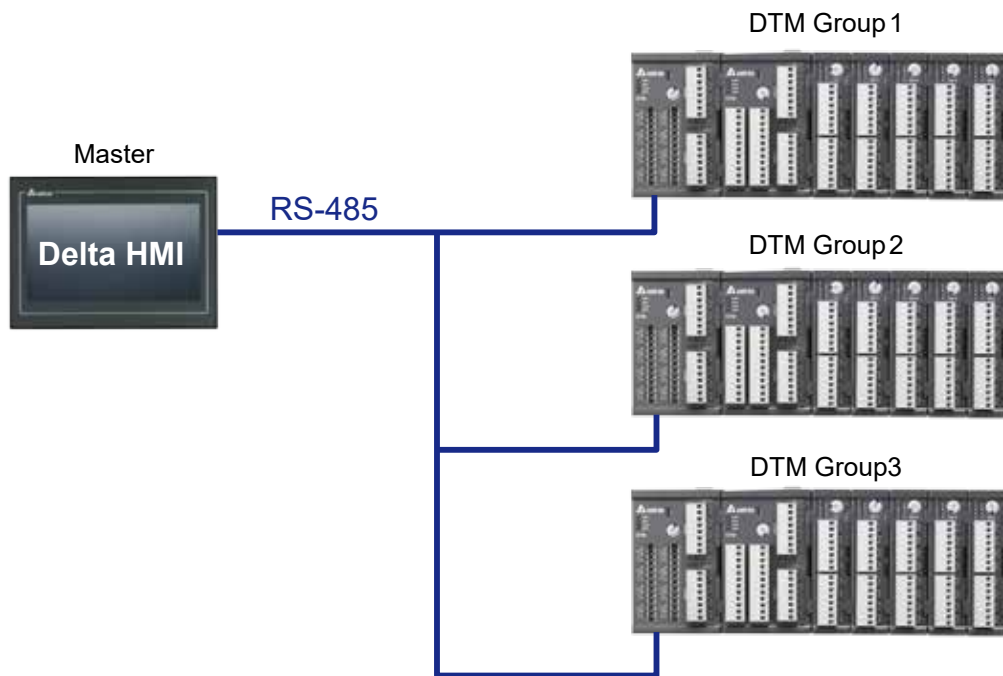 DTM Group 1
Master
RS-485
Delta HMI
DTM Group 2
DTM Group3